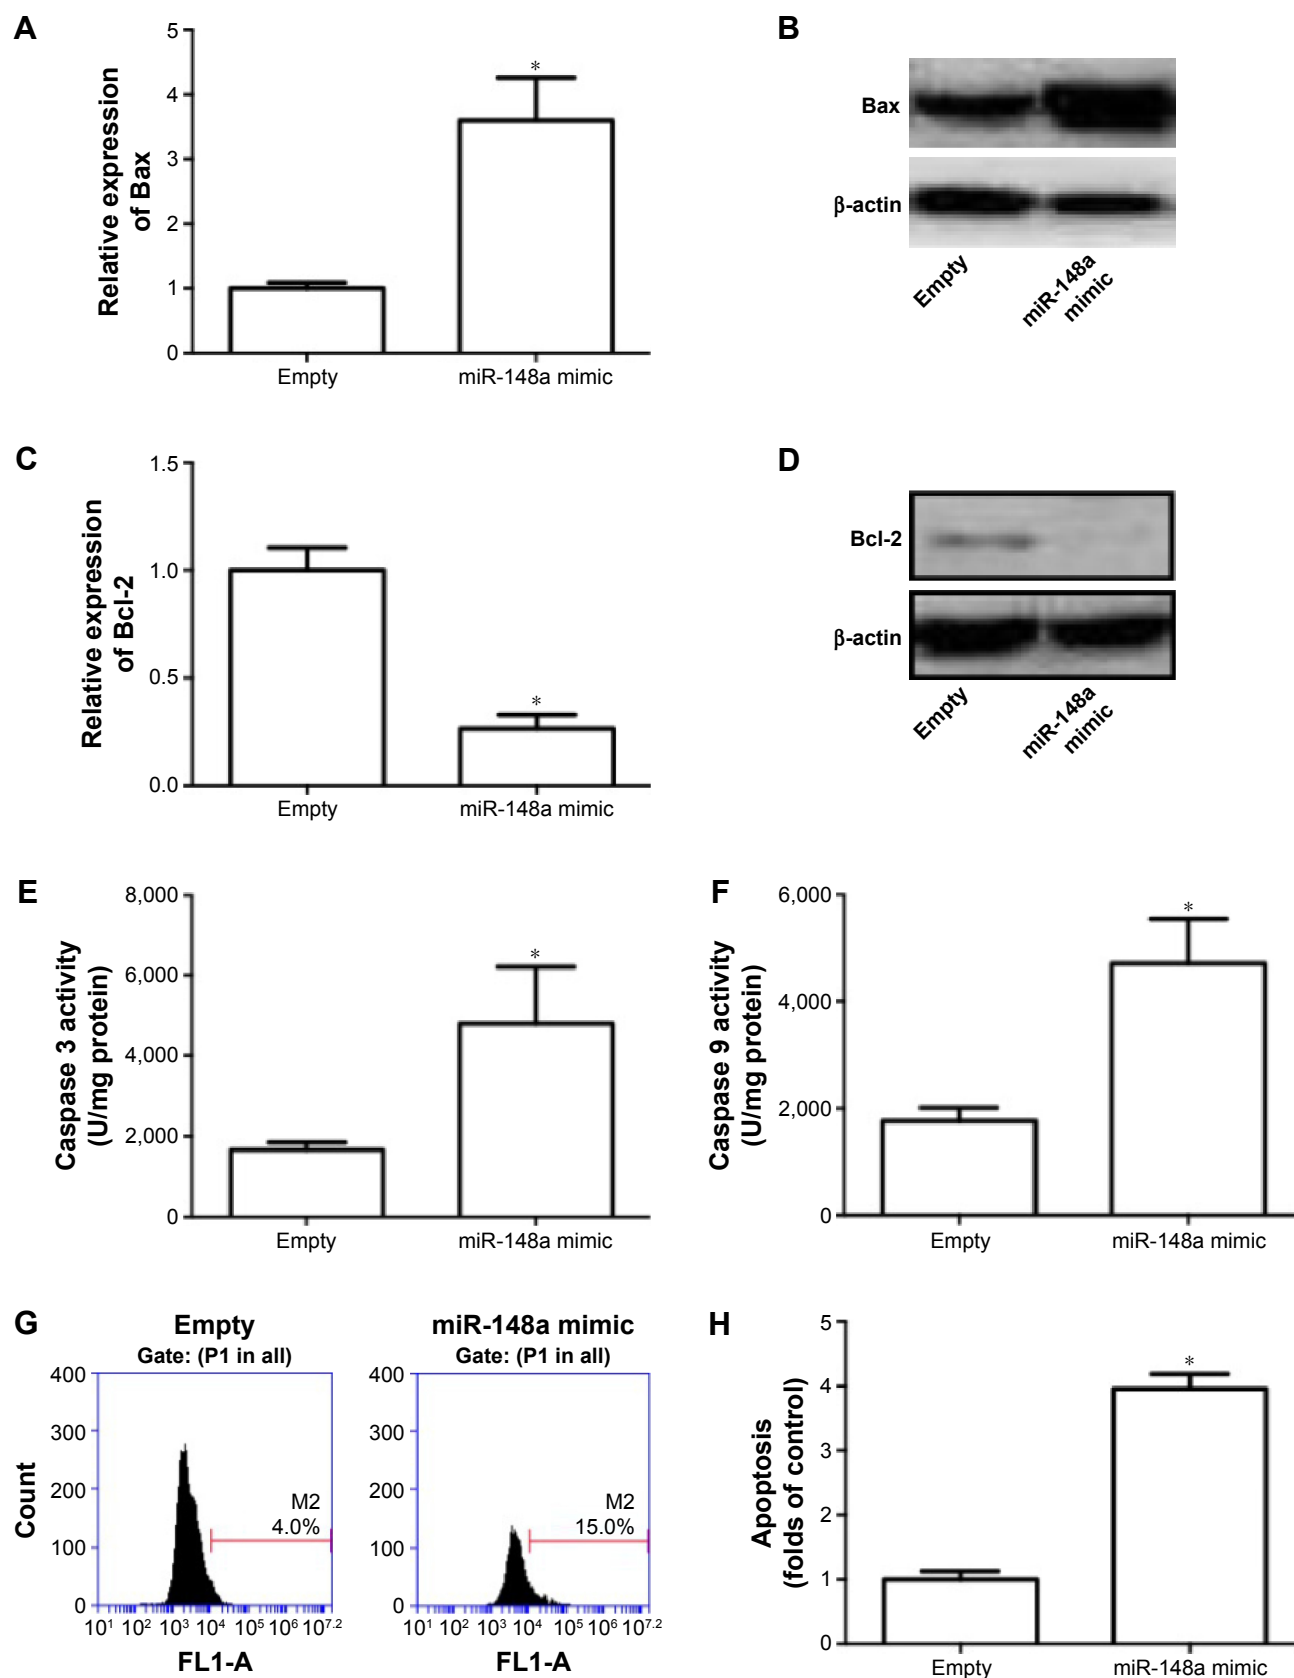 A
Relative expression
of Bax
5
4
3
2
1
0
*
Empty
miR-148a mimic
B
Bax
β-actin
Empty
miR-148a
mimic
C
Relative expression
of Bcl-2
1.5
1.0
0.5
0.0
*
Empty
miR-148a mimic
D
Bcl-2
β-actin
Empty
miR-148a
mimic
E
Caspase 3 activity
(U/mg protein)
8,000
6,000
4,000
2,000
0
*
Empty
miR-148a mimic
F
Caspase 9 activity
(U/mg protein)
6,000
4,000
2,000
0
*
Empty
miR-148a mimic
G
Empty
Gate: (P1 in all)
Count
400
300
200
100
0
M2
4.0%
10¹ 10² 10³ 10⁴ 10⁵ 10⁶ 10⁷·²
FL1-A
miR-148a mimic
Gate: (P1 in all)
400
300
200
100
0
M2
15.0%
10¹ 10² 10³ 10⁴ 10⁵ 10⁶ 10⁷·²
FL1-A
H
Apoptosis
(folds of control)
5
4
3
2
1
0
*
Empty
miR-148a mimic